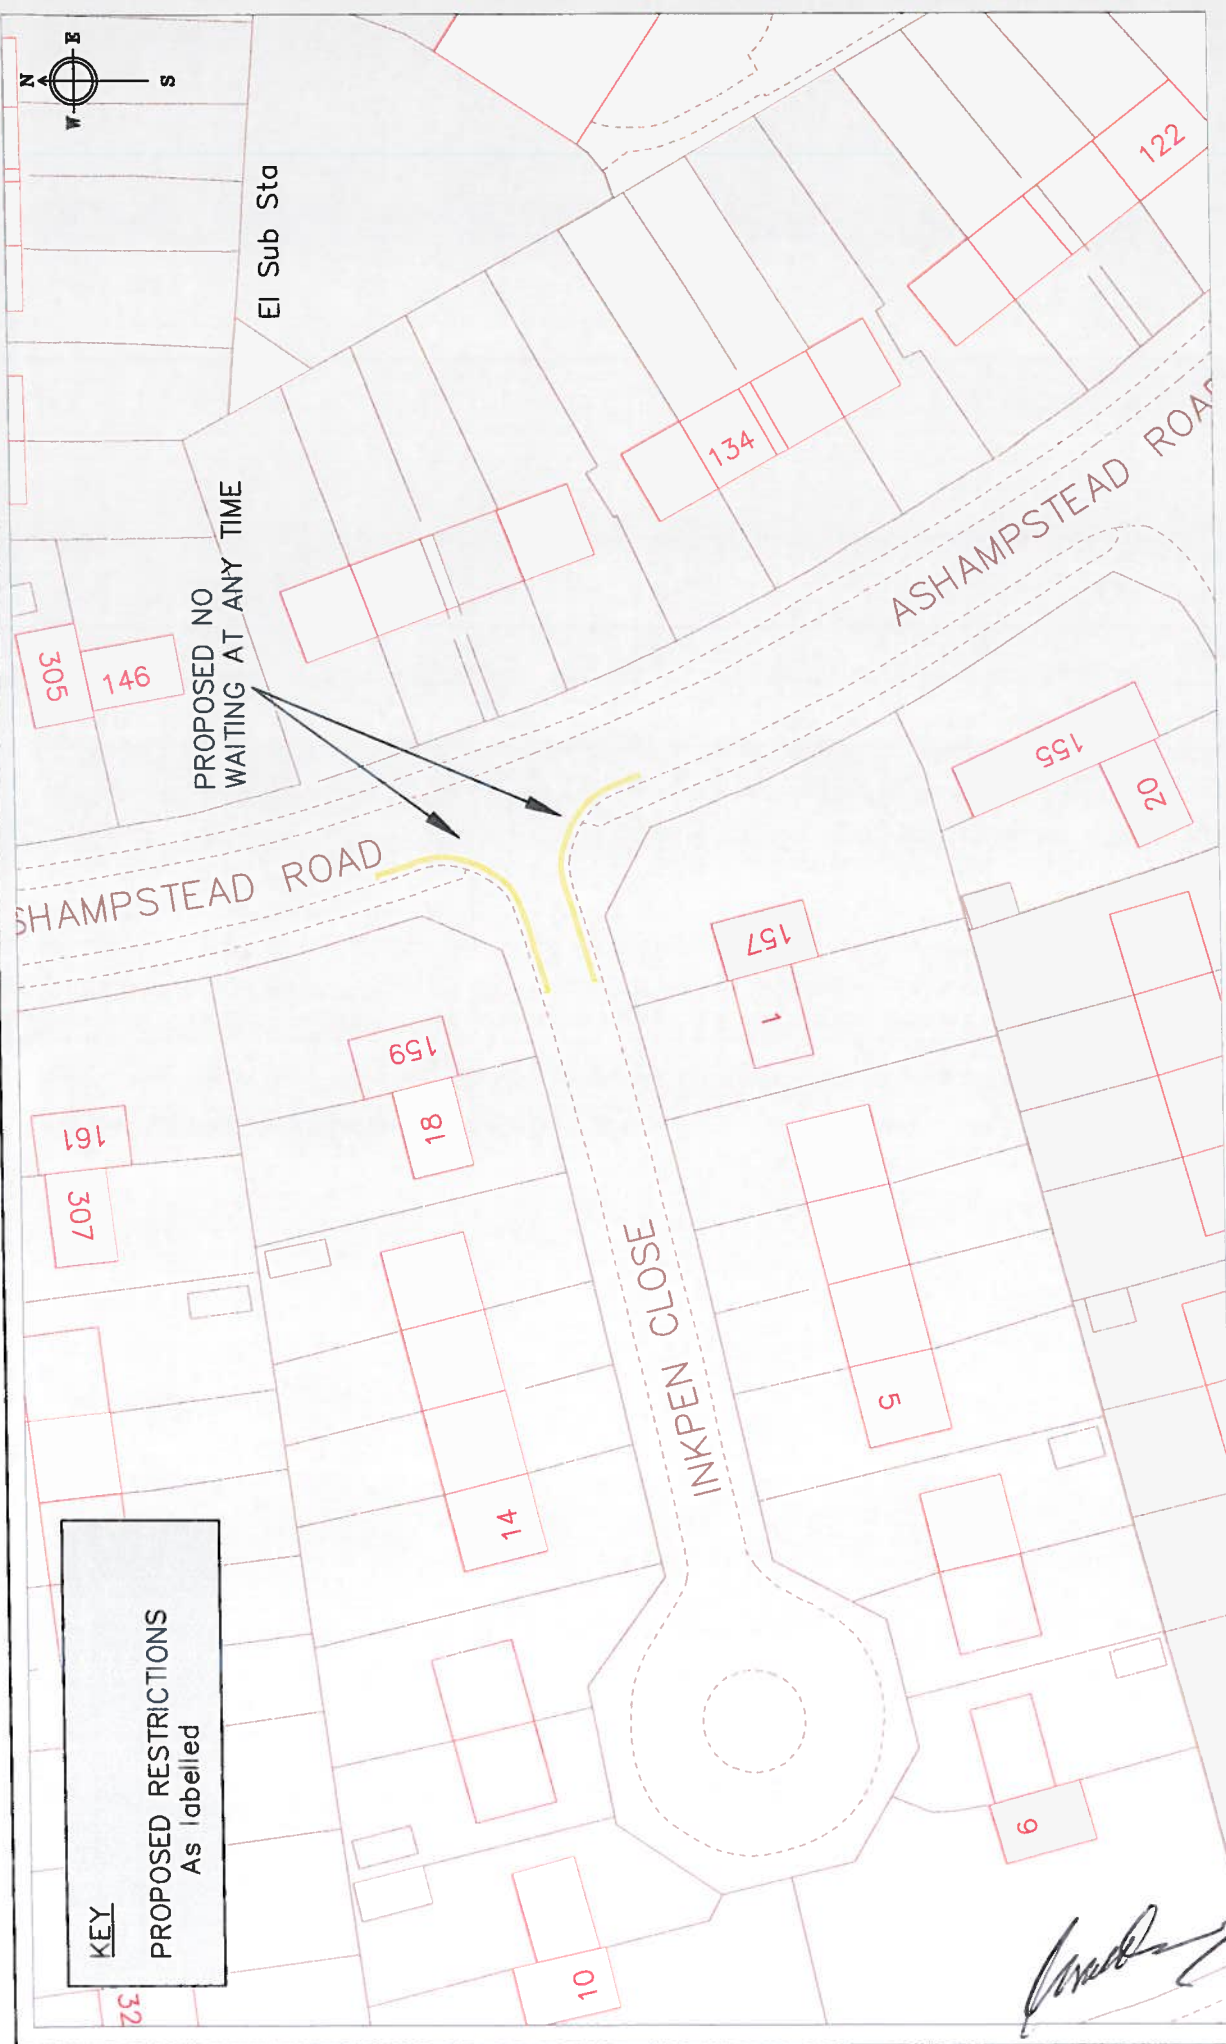 N
E
W
S
El Sub Sta
122
134
PROPOSED NO
WAITING AT ANY TIME
305
146
ASHAMPSTEAD ROAD
SHAMPSTEAD ROAD
155
20
157
1
159
18
161
307
INKPEN CLOSE
5
14
6
10
32
KEY
PROPOSED RESTRICTIONS
As labelled